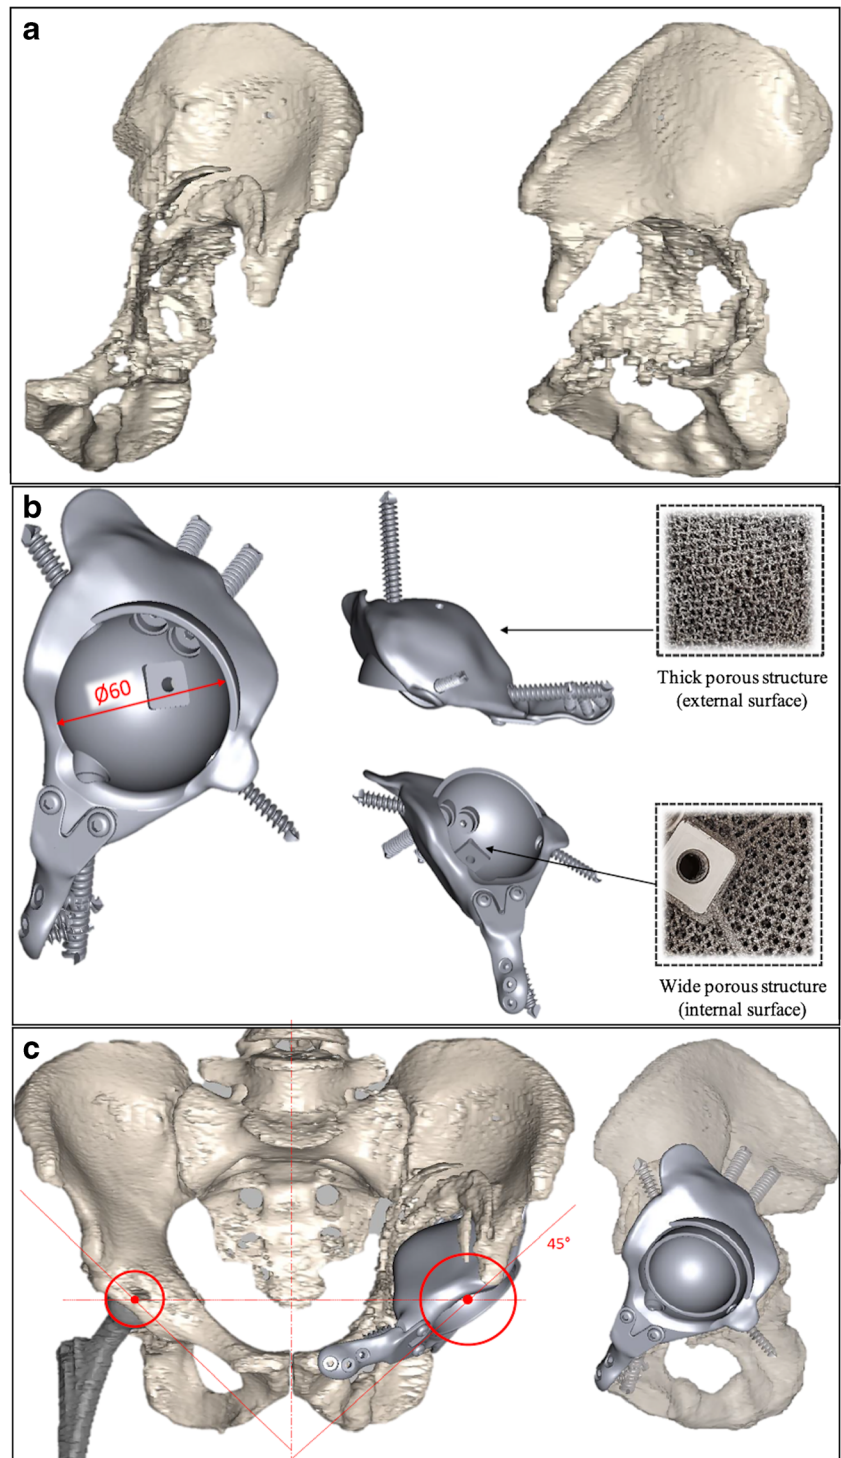 a
b
Ø60
Thick porous structure
(external surface)
Wide porous structure
(internal surface)
c
45°